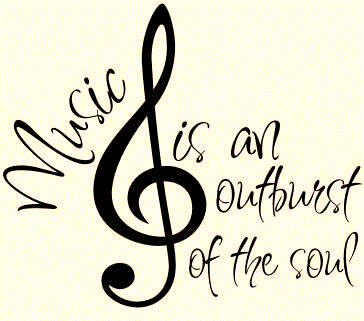 Music
is an
outburst
of the soul